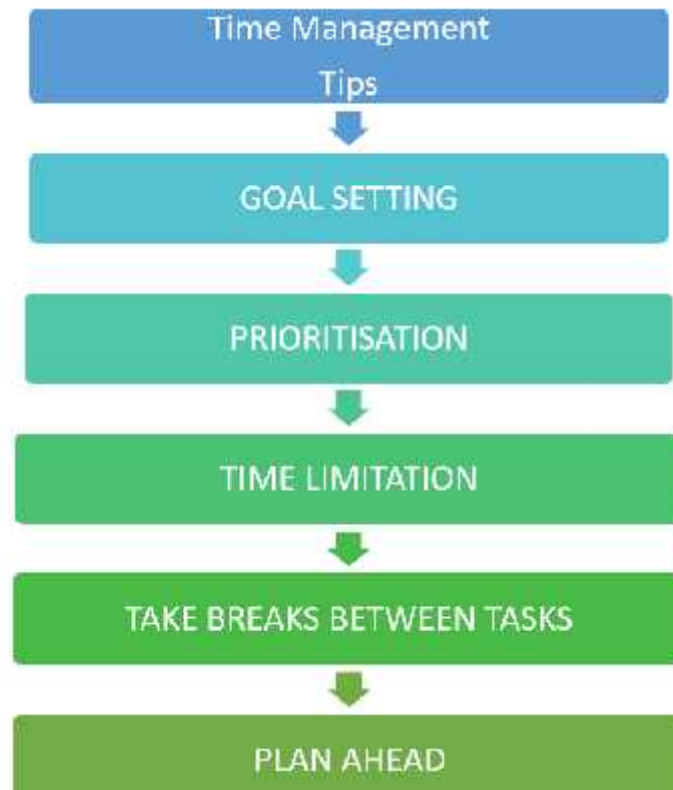 Time Management
Tips
GOAL SETTING
PRIORITISATION
TIME LIMITATION
TAKE BREAKS BETWEEN TASKS
PLAN AHEAD